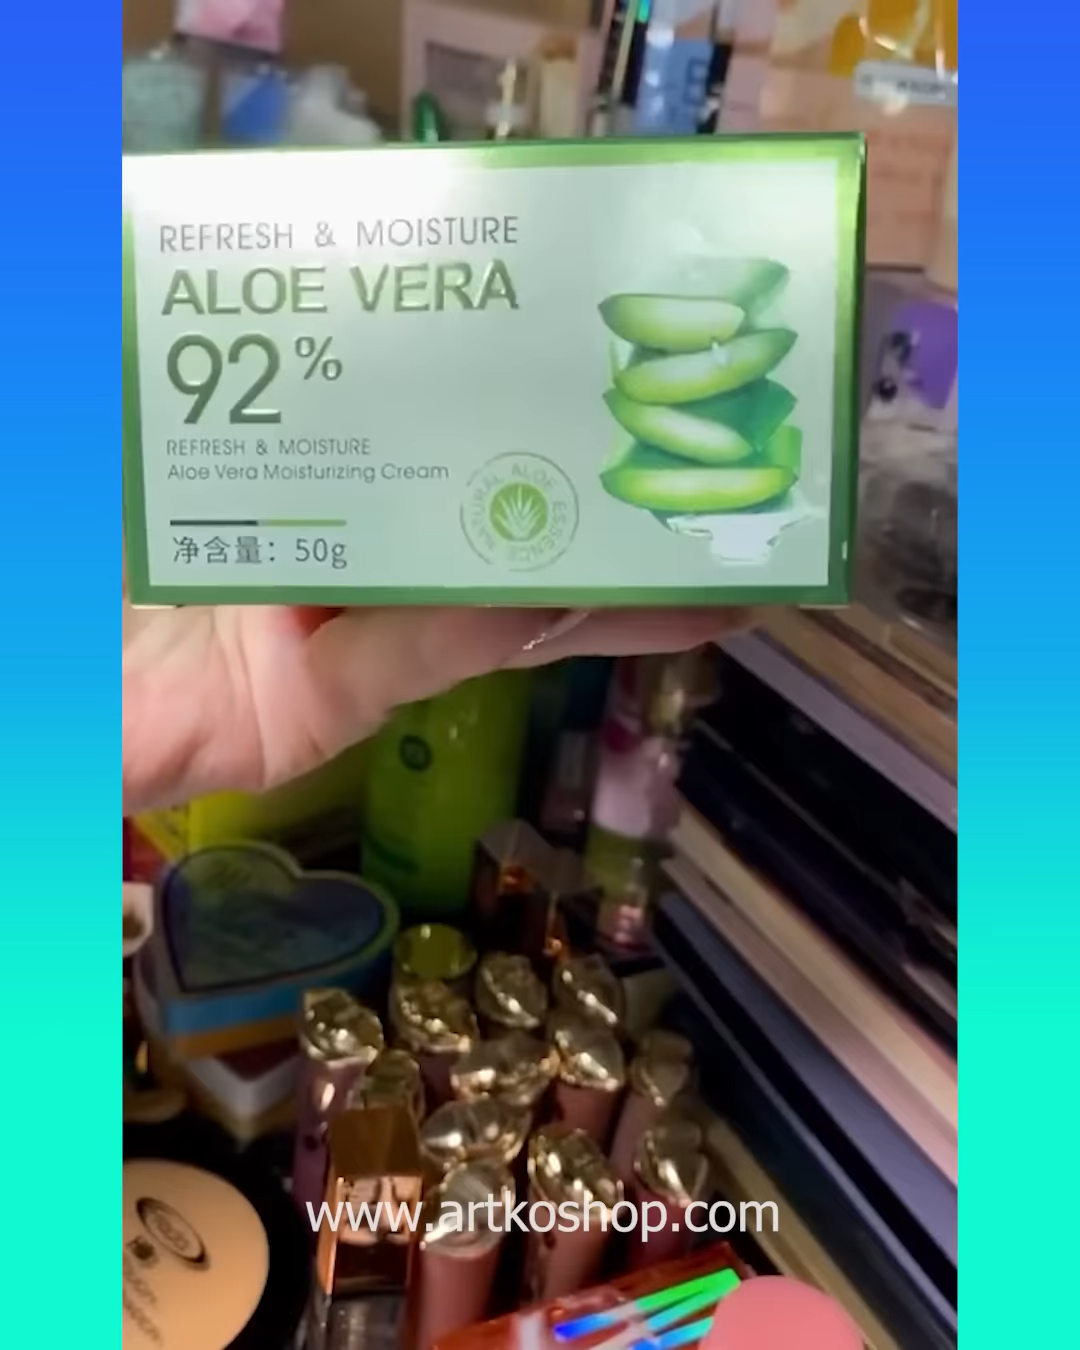 REFRESH & MOISTURE
ALOE VERA
92%
REFRESH & MOISTURE
Aloe Vera Moisturizing Cream
NATURAL ALOE ESSENCE
净含量：50g
www.artkoshop.com